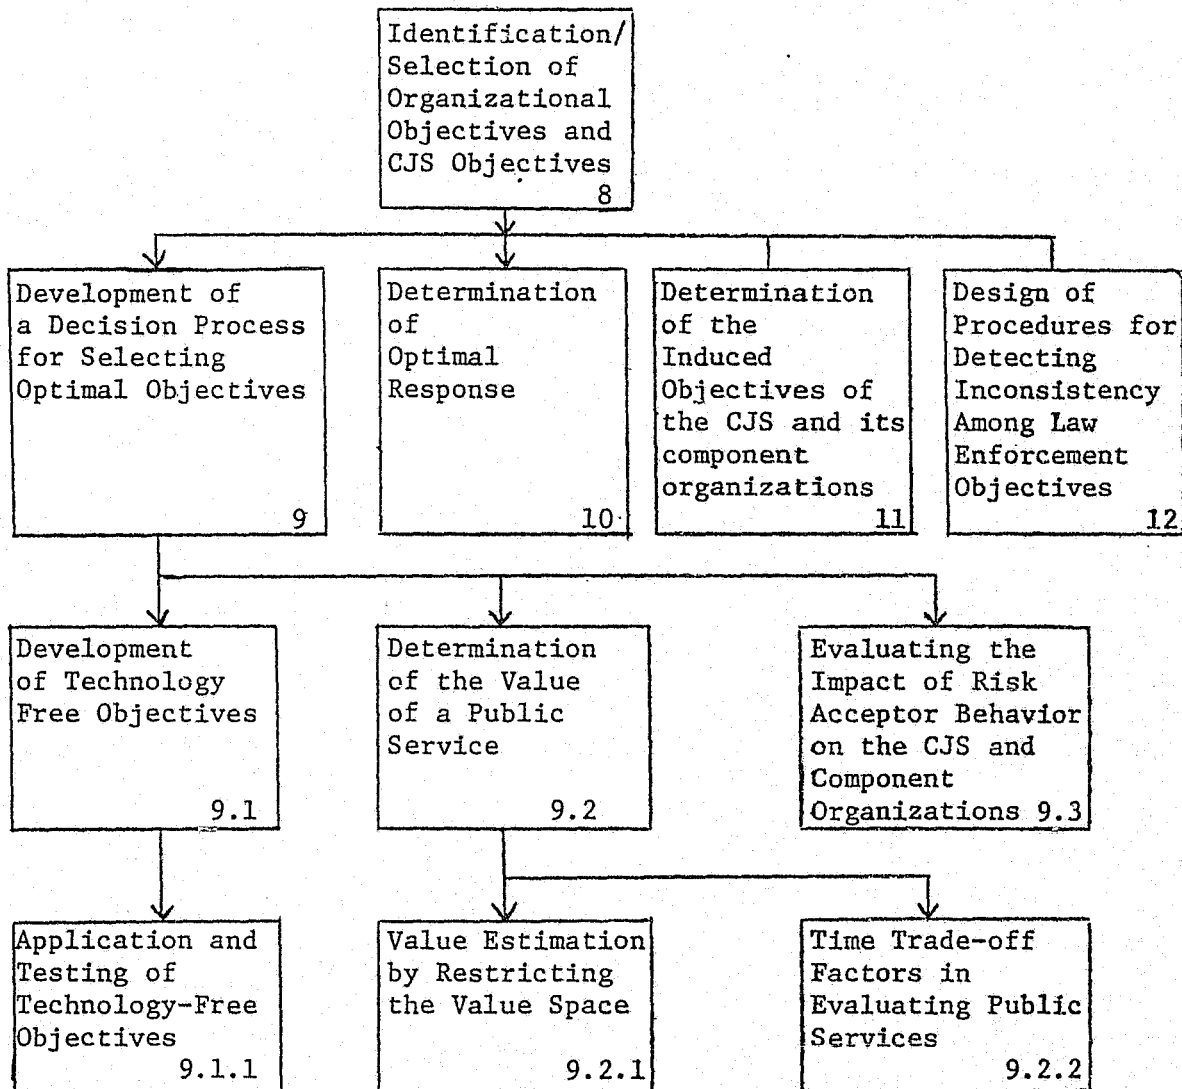 Identification/
Selection of
Organizational
Objectives and
CJS Objectives
8
Development of
a Decision Process
for Selecting
Optimal Objectives
9
Determination
of
Optimal
Response
10
Determination
of the
Induced
Objectives of
the CJS and its
component
organizations
11
Design of
Procedures for
Detecting
Inconsistency
Among Law
Enforcement
Objectives
12
Development
of Technology
Free Objectives
9.1
Determination
of the Value
of a Public
Service
9.2
Evaluating the
Impact of Risk
Acceptor Behavior
on the CJS and
Component
Organizations 9.3
Application and
Testing of
Technology-Free
Objectives
9.1.1
Value Estimation
by Restricting
the Value Space
9.2.1
Time Trade-off
Factors in
Evaluating Public
Services
9.2.2